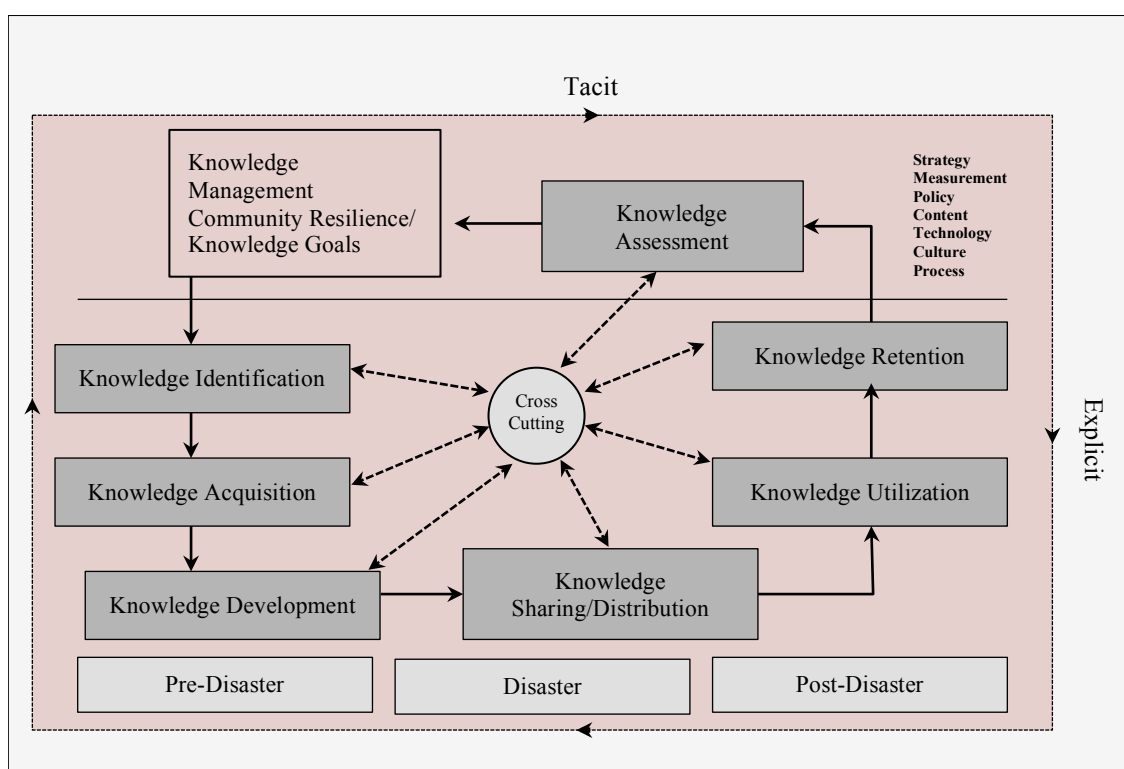 Tacit
Knowledge
Management
Community Resilience/
Knowledge Goals
Knowledge
Assessment
Strategy
Measurement
Policy
Content
Technology
Culture
Process
Knowledge Identification
Cross
Cutting
Knowledge Retention
Explicit
Knowledge Acquisition
Knowledge Utilization
Knowledge Development
Knowledge
Sharing/Distribution
Pre-Disaster
Disaster
Post-Disaster